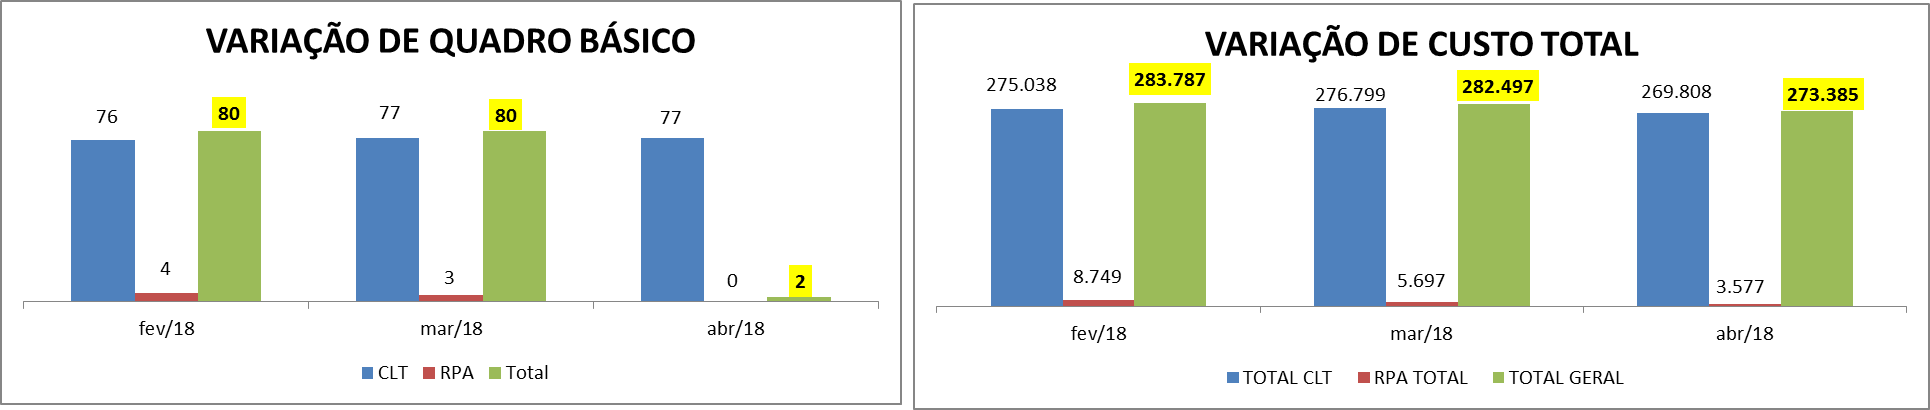 VARIAÇÃO DE QUADRO BÁSICO
76
4
80
77
3
80
77
0
2
fev/18
mar/18
abr/18
CLT
RPA
Total
VARIAÇÃO DE CUSTO TOTAL
275.038
8.749
283.787
276.799
5.697
282.497
269.808
3.577
273.385
fev/18
mar/18
abr/18
TOTAL CLT
RPA TOTAL
TOTAL GERAL